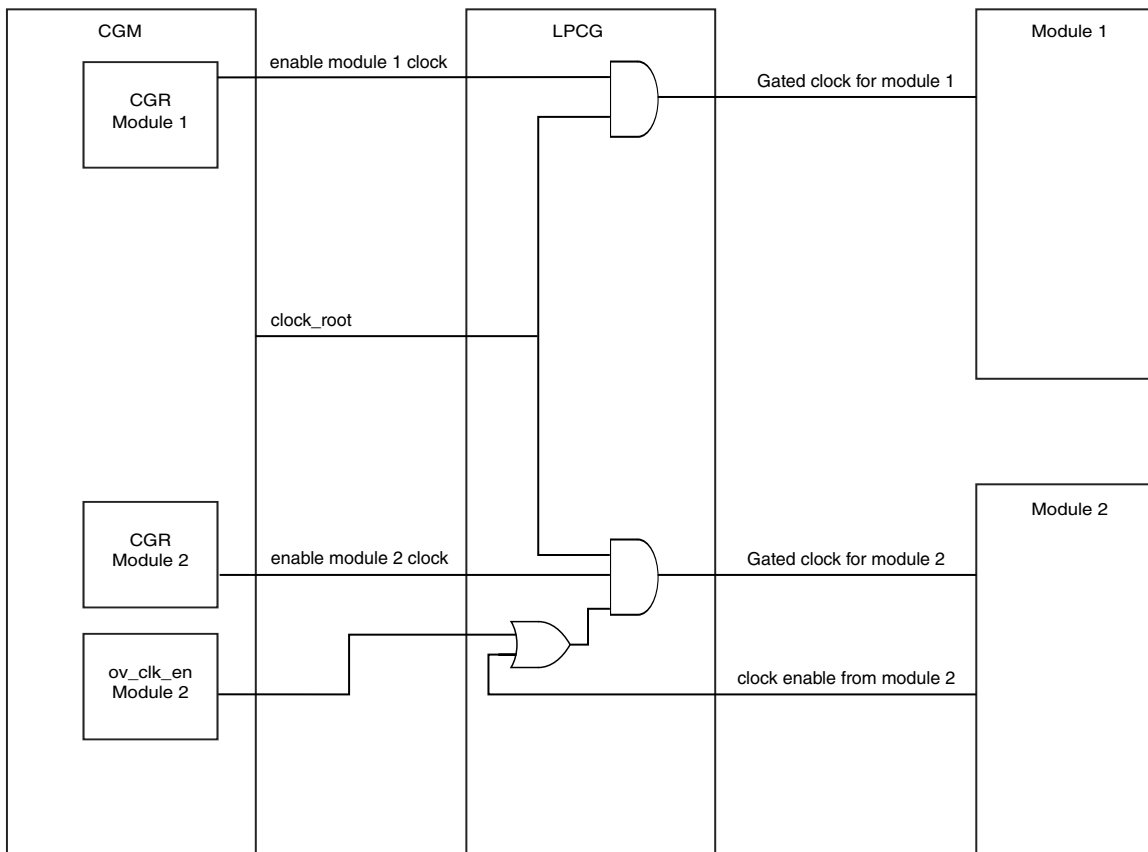 CGM
LPCG
Module 1
enable module 1 clock
CGR
Module 1
Gated clock for module 1
clock_root
CGR
Module 2
enable module 2 clock
Module 2
Gated clock for module 2
ov_clk_en
Module 2
clock enable from module 2